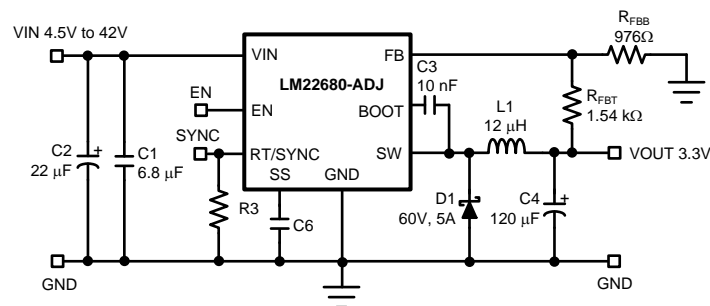 VIN 4.5V to 42V
VIN
FB
LM22680-ADJ
C3
10 nF
RFBB
976Ω
EN
EN
BOOT
L1
12 µH
RFBT
1.54 kΩ
SYNC
RT/SYNC
SW
VOUT 3.3V
C2
22 µF
+
C1
6.8 µF
SS
GND
R3
C6
D1
60V, 5A
C4
120 µF
+
GND
GND